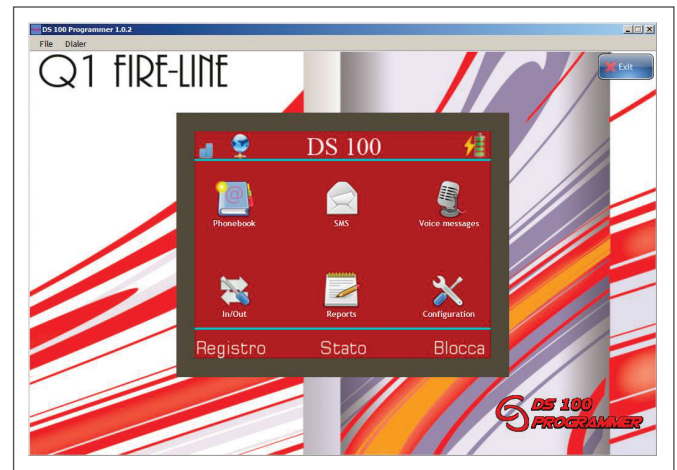 DS 100 Programmer 1.0.2
File Dialer
Q1 FIRE-LINE
Exit
DS 100
Phonebook SMS Voice messages
In/Out Reports Configuration
Registro Stato Blocca
DS 100
PROGRAMMER